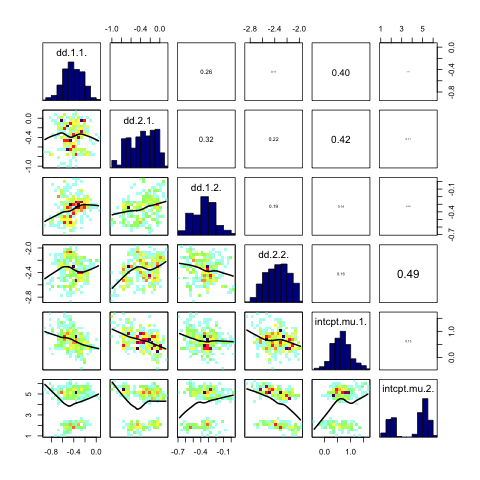 -1.0 -0.4 0.0 -2.8 -2.4 -2.0 1 3 5
dd.1.1. 0.26 0.40 -0.8 -0.4 0.0
-1.0 -0.4 0.0 dd.2.1. 0.32 0.22 0.42
dd.1.2. 0.19 -0.7 -0.4 -0.1
-2.8 -2.4 -2.0 dd.2.2. 0.16 0.49
intcpt.mu.1. 0.0 1.0
1 3 5 intcpt.mu.2.
-0.8 -0.4 0.0 -0.7 -0.4 -0.1 0.0 1.0